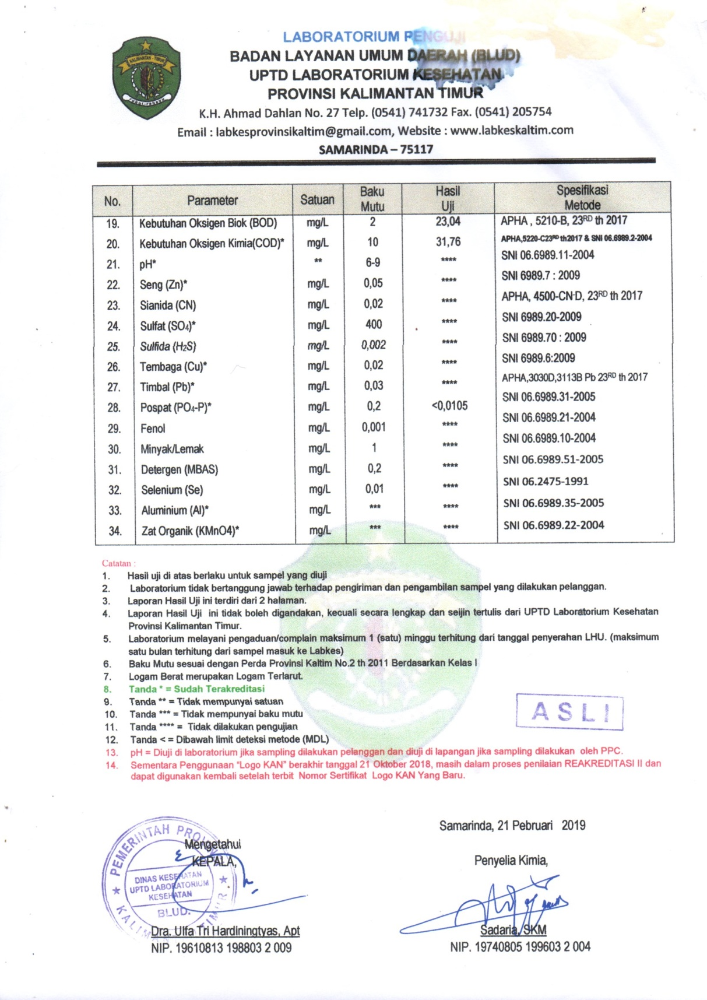 KALIMANTAN - TIMUR
ruhui-rahayu
LABORATORIUM PENGUJI
BADAN LAYANAN UMUM DAERAH (BLUD)
UPTD LABORATORIUM KESEHATAN
PROVINSI KALIMANTAN TIMUR
K.H. Ahmad Dahlan No. 27 Telp. (0541) 741732 Fax. (0541) 205754
Email : labkesprovinsikaltim@gmail.com, Website : www.labkeskaltim.com
SAMARINDA – 75117
No. Parameter Satuan Baku Mutu Hasil Uji Spesifikasi Metode
19. Kebutuhan Oksigen Biok (BOD) mg/L 2 23,04 APHA , 5210-B, 23RD th 2017
20. Kebutuhan Oksigen Kimia(COD)* mg/L 10 31,76 APHA,5220-C23RD th2017 & SNI 06.6989.2-2004
21. pH* ** 6-9 **** SNI 06.6989.11-2004
22. Seng (Zn)* mg/L 0,05 **** SNI 6989.7 : 2009
23. Sianida (CN) mg/L 0,02 **** APHA, 4500-CN-D, 23RD th 2017
24. Sulfat (SO4)* mg/L 400 **** SNI 6989.20-2009
25. Sulfida (H2S) mg/L 0,002 **** SNI 6989.70 : 2009
26. Tembaga (Cu)* mg/L 0,02 **** SNI 6989.6:2009
27. Timbal (Pb)* mg/L 0,03 **** APHA,3030D,3113B Pb 23RD th 2017
28. Pospat (PO4-P)* mg/L 0,2 <0,0105 SNI 06.6989.31-2005
29. Fenol mg/L 0,001 **** SNI 06.6989.21-2004
30. Minyak/Lemak mg/L 1 **** SNI 06.6989.10-2004
31. Detergen (MBAS) mg/L 0,2 **** SNI 06.6989.51-2005
32. Selenium (Se) mg/L 0,01 **** SNI 06.2475-1991
33. Aluminium (Al)* mg/L *** **** SNI 06.6989.35-2005
34. Zat Organik (KMnO4)* mg/L *** **** SNI 06.6989.22-2004
Catatan :
1. Hasil uji di atas berlaku untuk sampel yang diuji
2. Laboratorium tidak bertanggung jawab terhadap pengiriman dan pengambilan sampel yang dilakukan pelanggan.
3. Laporan Hasil Uji ini terdiri dari 2 halaman.
4. Laporan Hasil Uji ini tidak boleh digandakan, kecuali secara lengkap dan seijin tertulis dari UPTD Laboratorium Kesehatan
Provinsi Kalimantan Timur.
5. Laboratorium melayani pengaduan/complain maksimum 1 (satu) minggu terhitung dari tanggal penyerahan LHU. (maksimum
satu bulan terhitung dari sampel masuk ke Labkes)
6. Baku Mutu sesuai dengan Perda Provinsi Kaltim No.2 th 2011 Berdasarkan Kelas I
7. Logam Berat merupakan Logam Terlarut.
8. Tanda * = Sudah Terakreditasi
9. Tanda ** = Tidak mempunyai satuan
10. Tanda *** = Tidak mempunyai baku mutu
11. Tanda **** = Tidak dilakukan pengujian
12. Tanda < = Dibawah limit deteksi metode (MDL)
13. pH = Diuji di laboratorium jika sampling dilakukan pelanggan dan diuji di lapangan jika sampling dilakukan oleh PPC.
14. Sementara Penggunaan “Logo KAN” berakhir tanggal 21 Oktober 2018, masih dalam proses penilaian REAKREDITASI II dan
dapat digunakan kembali setelah terbit Nomor Sertifikat Logo KAN Yang Baru.
ASLI
Samarinda, 21 Pebruari 2019
Mengetahui
KEPALA,
Penyelia Kimia,
PEMERINTAH PROVINSI
KALIMANTAN TIMUR
DINAS KESEHATAN
UPTD LABORATORIUM
KESEHATAN
BLUD.
Dra. Ulfa Tri Hardiningtyas, Apt
NIP. 19610813 198803 2 009
Sadaria, SKM
NIP. 19740805 199603 2 004